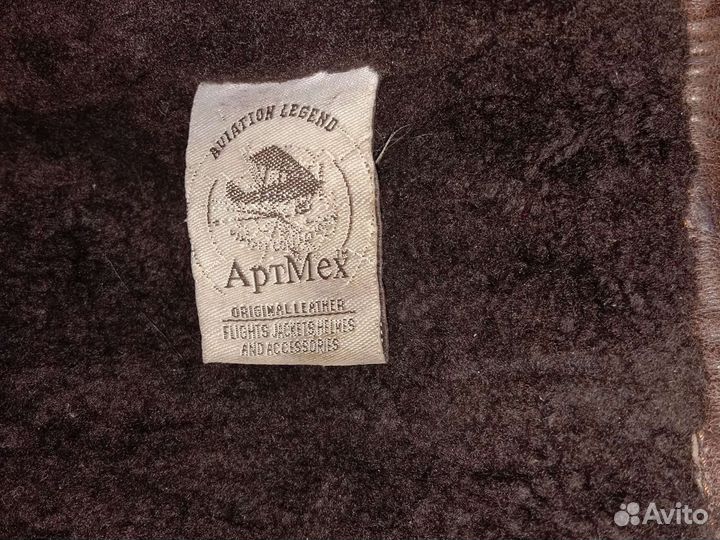 AVIATION LEGEND
АртМех
ORIGINAL LEATHER
FLIGHTS JACKETS HELMES
AND ACCESSORIES
Avito